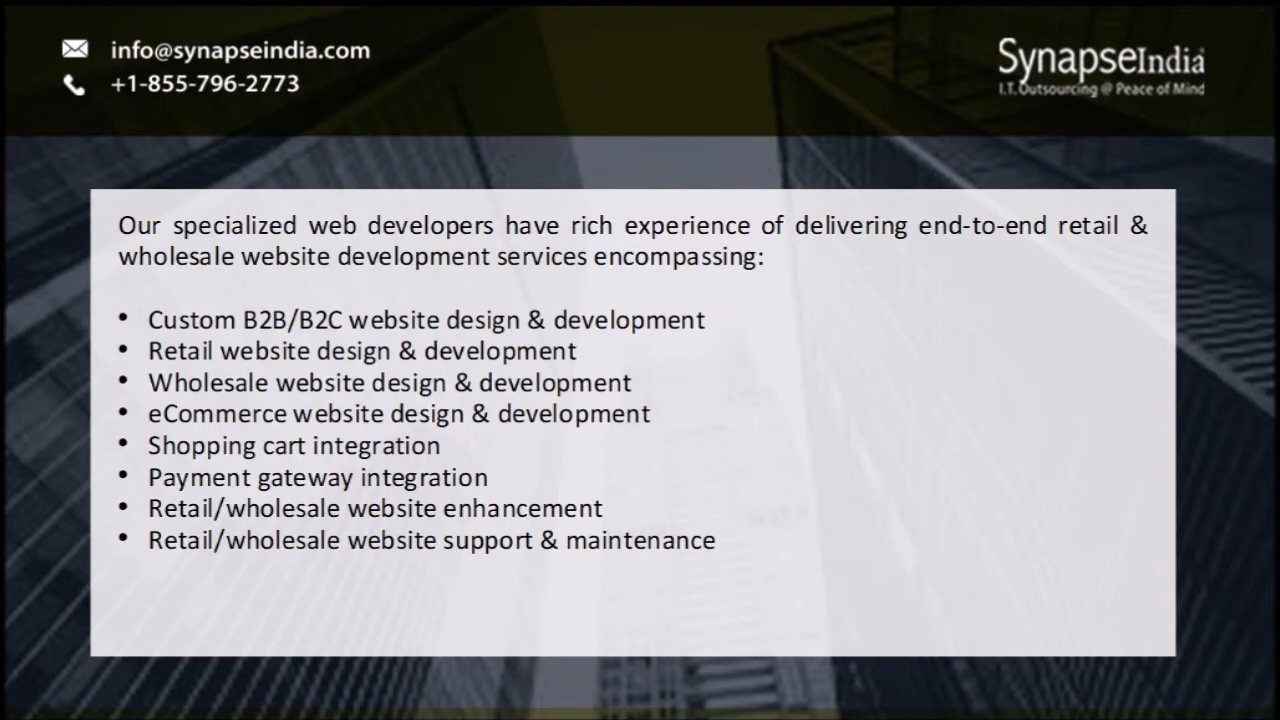 info@synapseindia.com
+1-855-796-2773
SynapseIndia
I.T. Outsourcing @ Peace of Mind
Our specialized web developers have rich experience of delivering end-to-end retail &
wholesale website development services encompassing:
• Custom B2B/B2C website design & development
• Retail website design & development
• Wholesale website design & development
• eCommerce website design & development
• Shopping cart integration
• Payment gateway integration
• Retail/wholesale website enhancement
• Retail/wholesale website support & maintenance